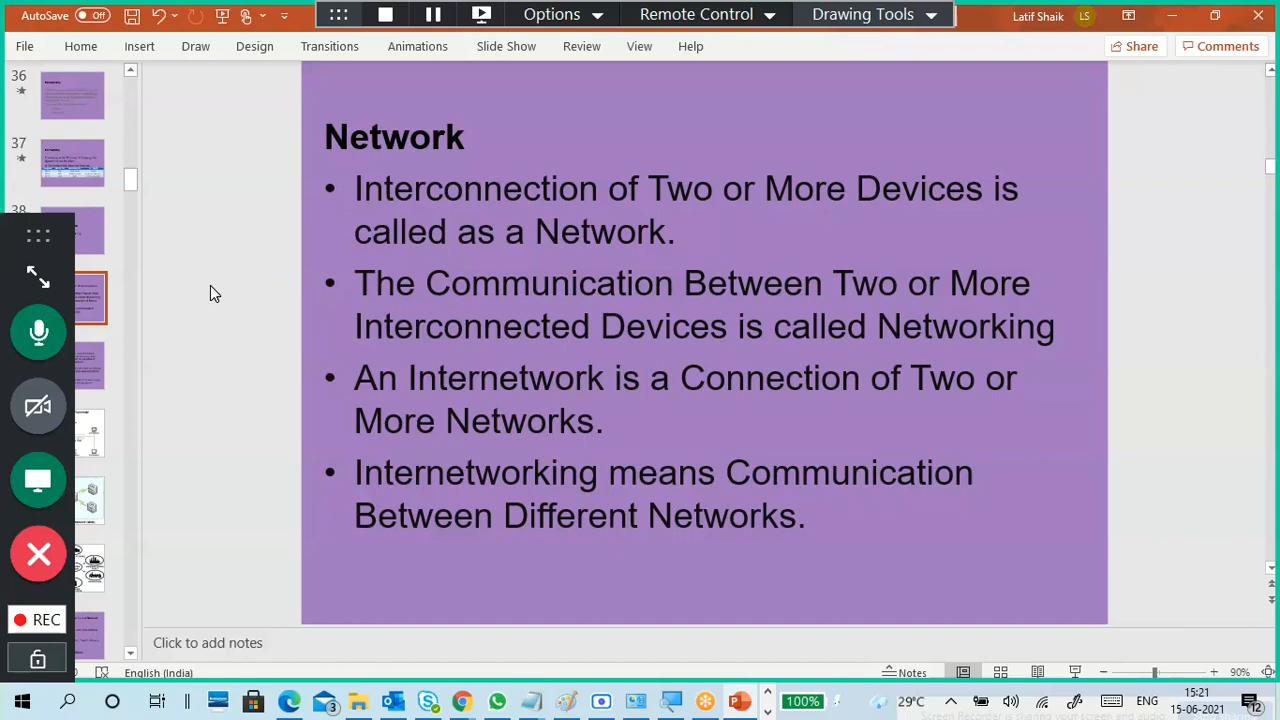 AutoSave Off
Options
Remote Control
Drawing Tools
Latif Shaik LS
File Home Insert Draw Design Transitions Animations Slide Show Review View Help Share Comments
36
37
38
Network
• Interconnection of Two or More Devices is
called as a Network.
• The Communication Between Two or More
Interconnected Devices is called Networking
• An Internetwork is a Connection of Two or
More Networks.
• Internetworking means Communication
Between Different Networks.
REC
Click to add notes
English (India)
Notes
90%
3
100%
29°C
ENG
15:21
15-06-2021
12